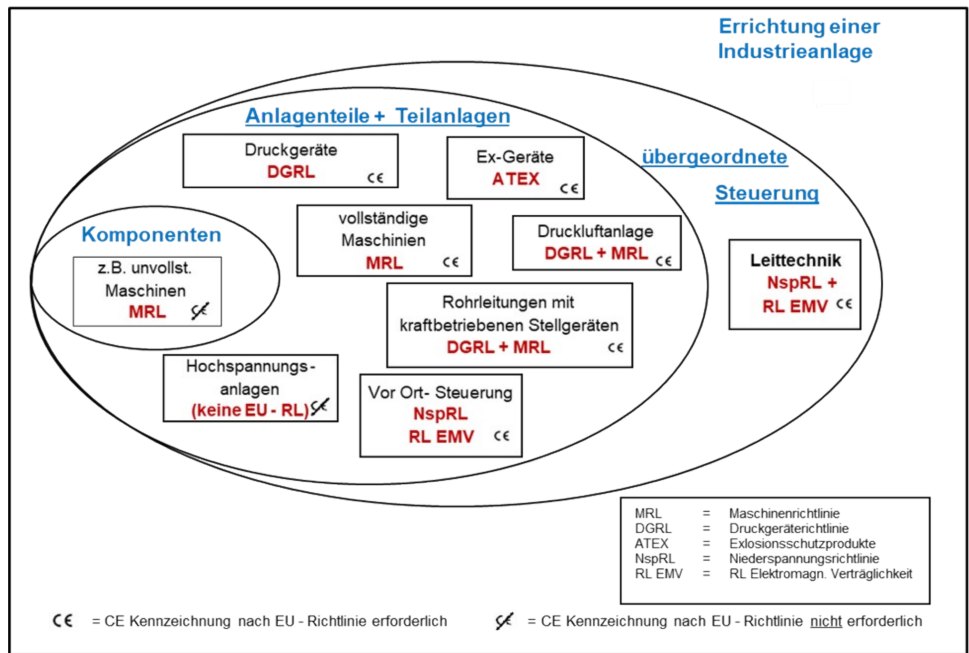 Errichtung einer
Industrieanlage
Anlagenteile + Teilanlagen
Druckgeräte
DGRL
CE
Ex-Geräte
ATEX
CE
übergeordnete
Steuerung
Komponenten
z.B. unvollst.
Maschinen
MRL CE
vollständige
Maschinien
MRL CE
Druckluftanlage
DGRL + MRL CE
Leittechnik
NspRL +
RL EMV CE
Rohrleitungen mit
kraftbetriebenen Stellgeräten
DGRL + MRL CE
Hochspannungs-
anlagen
(keine EU - RL) CE
Vor Ort- Steuerung
NspRL
RL EMV CE
MRL = Maschinenrichtlinie
DGRL = Druckgeräterichtlinie
ATEX = Exlosionsschutzprodukte
NspRL = Niederspannungsrichtlinie
RL EMV = RL Elektromagn. Verträglichkeit
CE = CE Kennzeichnung nach EU - Richtlinie erforderlich
CE = CE Kennzeichnung nach EU - Richtlinie nicht erforderlich